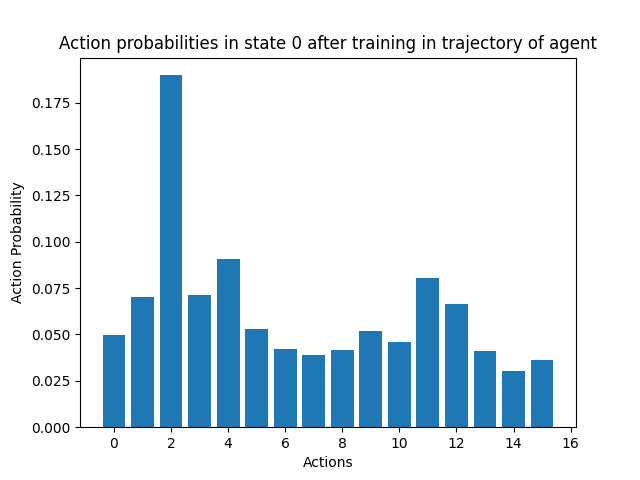 Action probabilities in state 0 after training in trajectory of agent
0.175
0.150
0.125
0.100
0.075
0.050
0.025
0.000
Action Probability
0 2 4 6 8 10 12 14 16
Actions